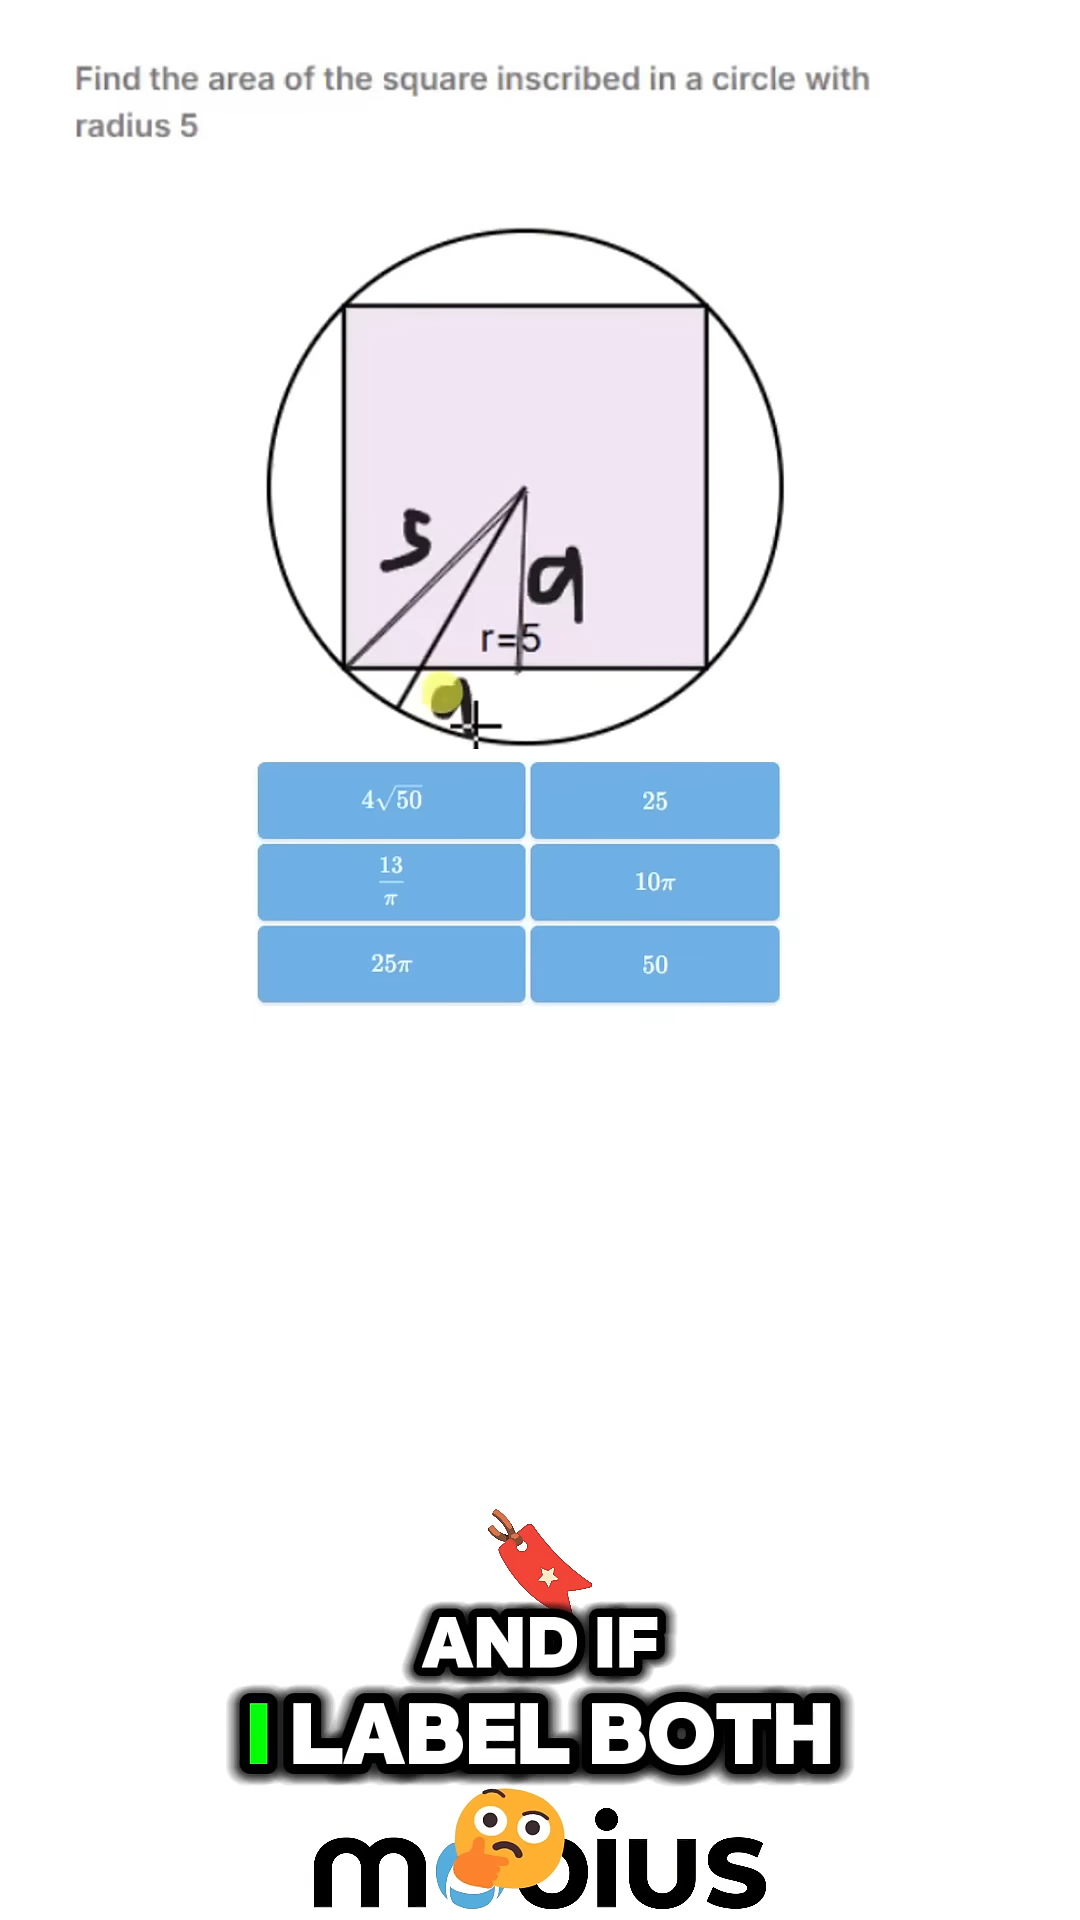 Find the area of the square inscribed in a circle with
radius 5
5
a
r=5
a
4√50
25
13/π
10π
25π
50
AND IF
I LABEL BOTH
mobius